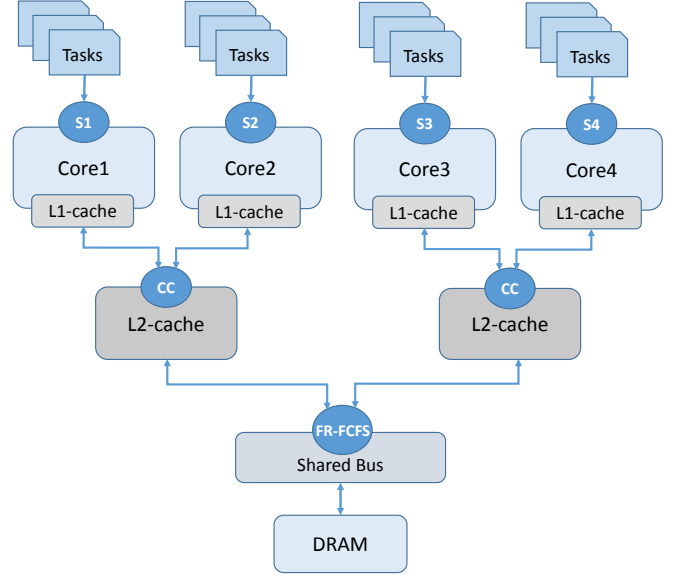 Tasks
Tasks
Tasks
Tasks
S1
S2
S3
S4
Core1
Core2
Core3
Core4
L1-cache
L1-cache
L1-cache
L1-cache
CC
CC
L2-cache
L2-cache
FR-FCFS
Shared Bus
DRAM